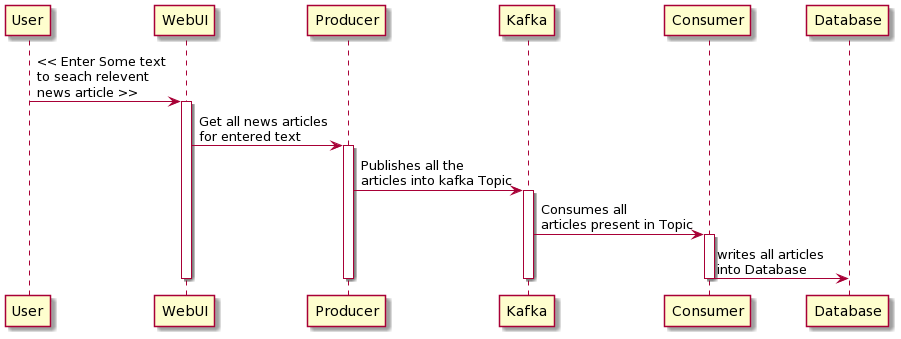 User
WebUI
Producer
Kafka
Consumer
Database
<< Enter Some text
to seach relevent
news article >>
Get all news articles
for entered text
Publishes all the
articles into kafka Topic
Consumes all
articles present in Topic
writes all articles
into Database
User
WebUI
Producer
Kafka
Consumer
Database